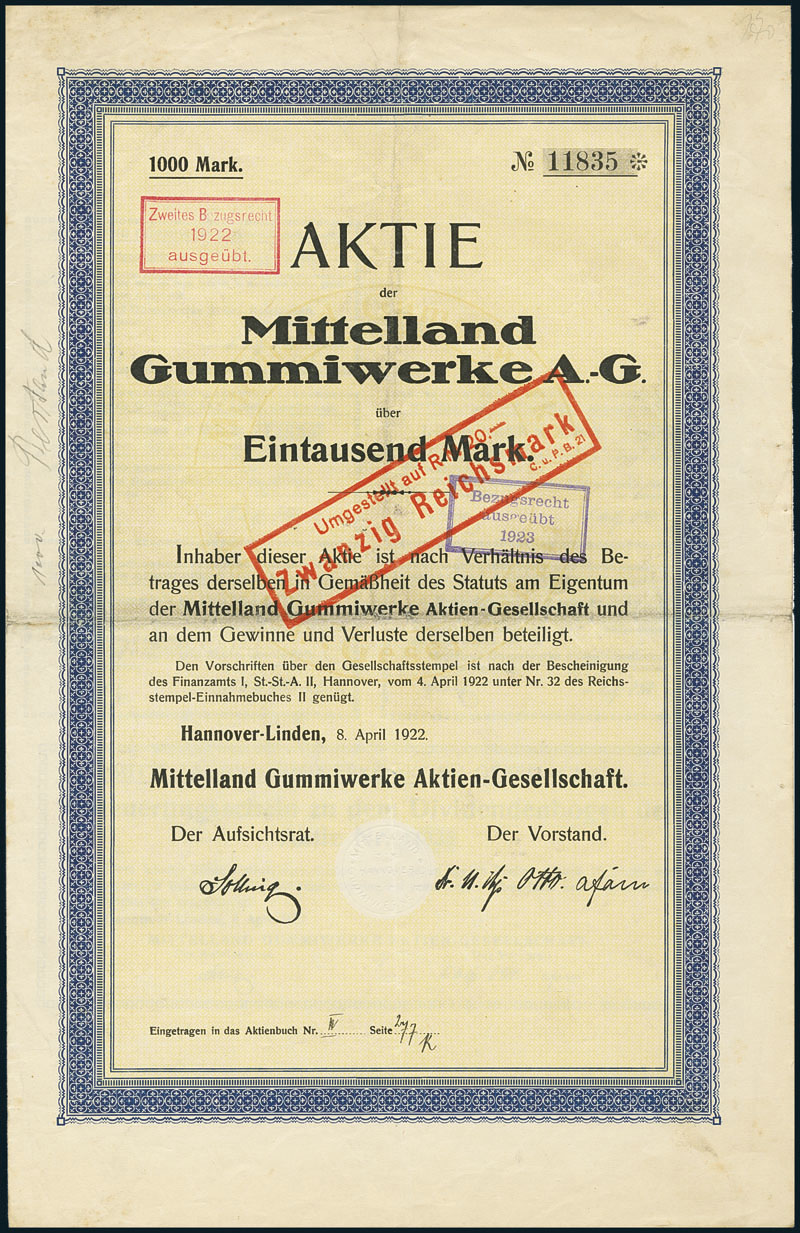 1000 Mark.
№ 11835 ※
Zweites Bezugsrecht
1922
ausgeübt.
AKTIE
der
Mittelland
Gummiwerke A.-G.
über
Eintausend Mark.
Umgestellt auf RM 20.—
Zwanzig Reichsmark
C. u. P. B. 21
Bezugsrecht
ausgeübt
1923
Inhaber dieser Aktie ist nach Verhältnis des Be-
trages derselben in Gemäßheit des Statuts am Eigentum
der Mittelland Gummiwerke Aktien-Gesellschaft und
an dem Gewinne und Verluste derselben beteiligt.
Den Vorschriften über den Gesellschaftsstempel ist nach der Bescheinigung
des Finanzamts I, St.-St.-A. II, Hannover, vom 4. April 1922 unter Nr. 32 des Reichs-
stempel-Einnahmebuches II genügt.
Hannover-Linden, 8. April 1922.
Mittelland Gummiwerke Aktien-Gesellschaft.
Der Aufsichtsrat.
Der Vorstand.
Eingetragen in das Aktienbuch Nr. IV Seite 277
K